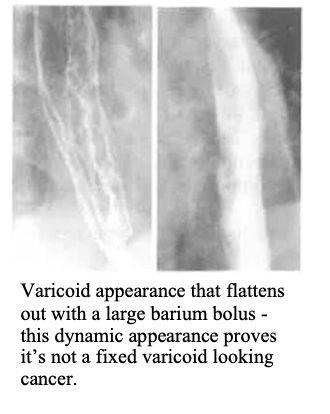 Varicoid appearance that flattens
out with a large barium bolus -
this dynamic appearance proves
it's not a fixed varicoid looking
cancer.